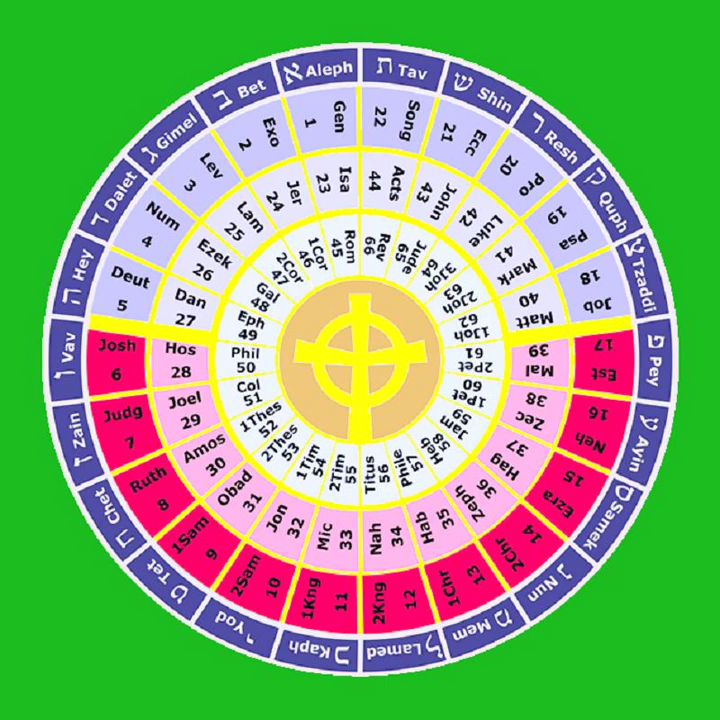 א Aleph
ב Bet
ג Gimel
ד Dalet
ה Hey
ו Vav
ז Zain
ח Chet
ט Tet
י Yod
כ Kaph
ל Lamed
מ Mem
נ Nun
ס Samek
ע Ayin
פ Pey
צ Tzaddi
ק Quph
ר Resh
ש Shin
ת Tav
Gen
1
Exo
2
Lev
3
Num
4
Deut
5
Josh
6
Judg
7
Ruth
8
1Sam
9
2Sam
10
1Kng
11
2Kng
12
1Chr
13
2Chr
14
Ezra
15
Neh
16
Est
17
Job
18
Psa
19
Pro
20
Ecc
21
Song
22
Isa
23
Jer
24
Lam
25
Ezek
26
Dan
27
Hos
28
Joel
29
Amos
30
Obad
31
Jon
32
Mic
33
Nah
34
Hab
35
Zeph
36
Hag
37
Zec
38
Mal
39
Matt
40
Mark
41
Luke
42
John
43
Acts
44
Rom
45
1Cor
46
2Cor
47
Gal
48
Eph
49
Phil
50
Col
51
1Thes
52
2Thes
53
1Tim
54
2Tim
55
Titus
56
Phile
57
Heb
58
Jam
59
1Pet
60
2Pet
61
1Joh
62
2Joh
63
3Joh
64
Jude
65
Rev
66